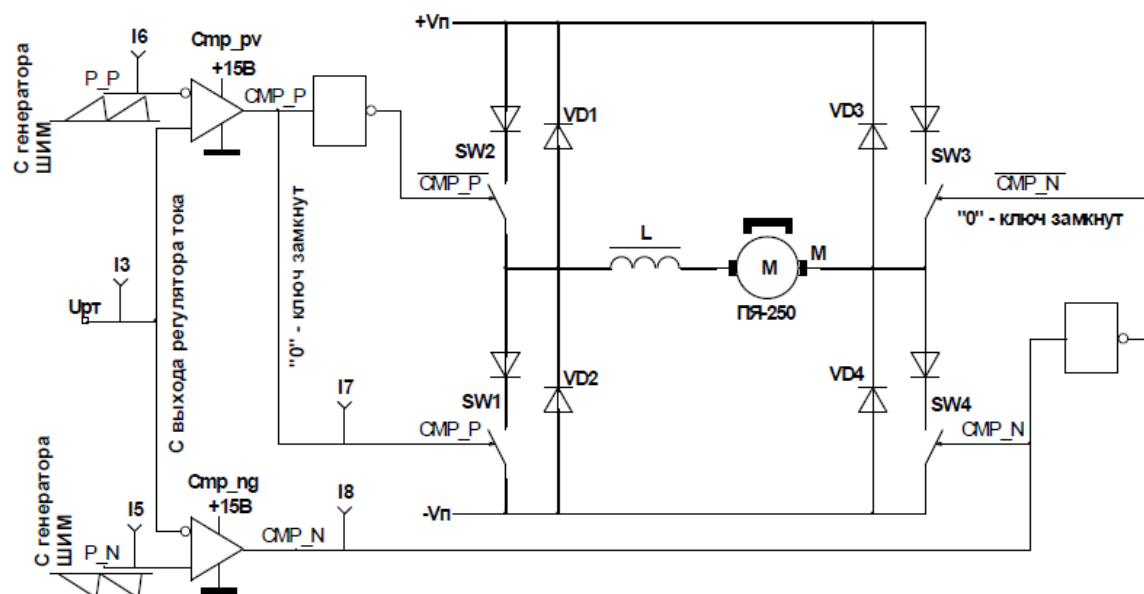 +Vп
I6
Cmp_pv
+15В
С генератора
ШИМ
P_P
CMP_P
VD1
VD3
SW2
SW3
CMP_P
CMP_N
"0" - ключ замкнут
"0" - ключ замкнут
L
М
М
ПЯ-250
I3
Uрт
С выхода регулятора тока
VD2
VD4
SW1
SW4
I7
CMP_P
CMP_N
Cmp_ng
+15В
I8
С генератора
ШИМ
I5
P_N
CMP_N
-Vп